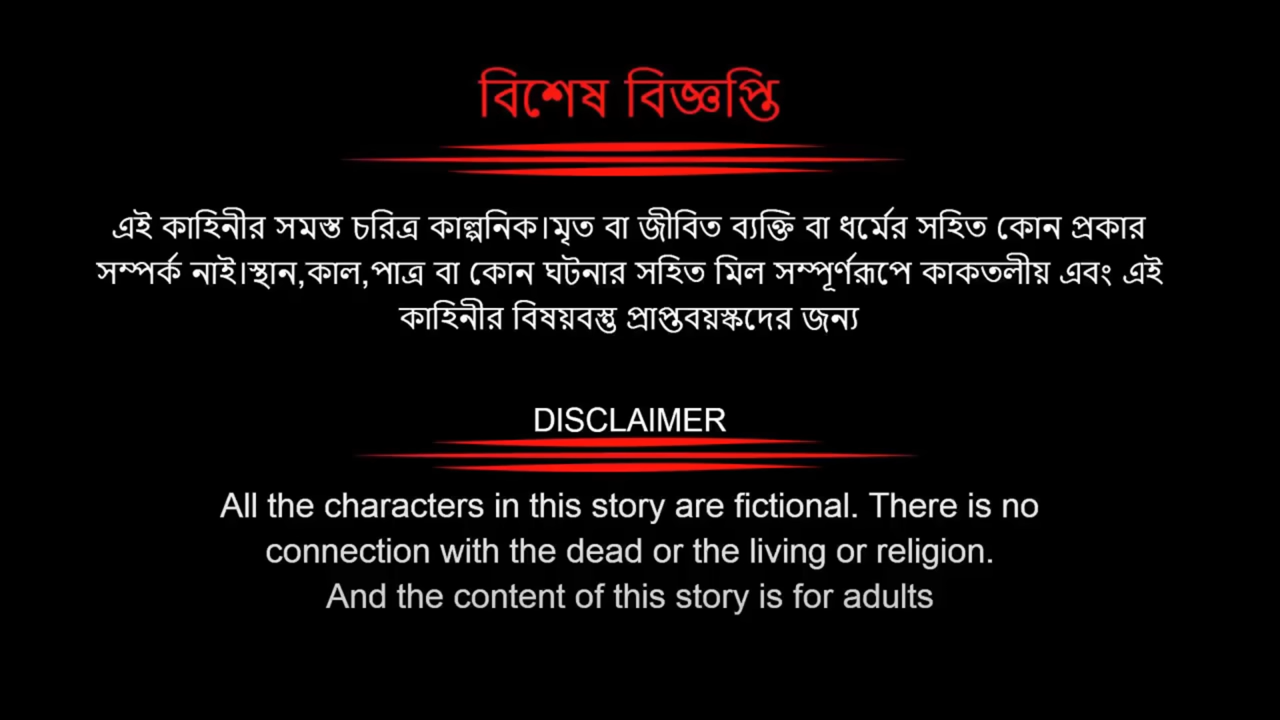 বিশেষ বিজ্ঞপ্তি
এই কাহিনীর সমস্ত চরিত্র কাল্পনিক।মৃত বা জীবিত ব্যক্তি বা ধর্মের সহিত কোন প্রকার
সম্পর্ক নাই।স্থান,কাল,পাত্র বা কোন ঘটনার সহিত মিল সম্পূর্ণরূপে কাকতলীয় এবং এই
কাহিনীর বিষয়বস্তু প্রাপ্তবয়স্কদের জন্য
DISCLAIMER
All the characters in this story are fictional. There is no
connection with the dead or the living or religion.
And the content of this story is for adults